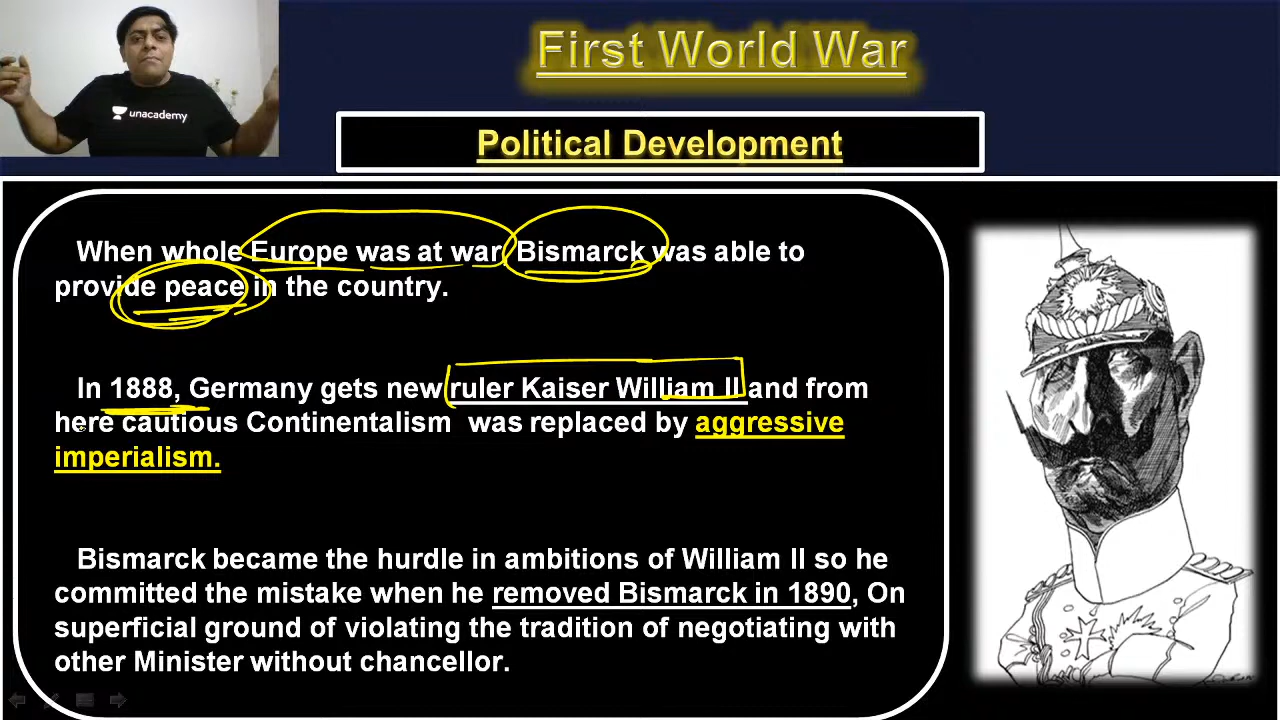 unacademy
First World War
Political Development
When whole Europe was at war Bismarck was able to
provide peace in the country.
In 1888, Germany gets new ruler Kaiser William II and from
here cautious Continentalism was replaced by aggressive
imperialism.
Bismarck became the hurdle in ambitions of William II so he
committed the mistake when he removed Bismarck in 1890, On
superficial ground of violating the tradition of negotiating with
other Minister without chancellor.